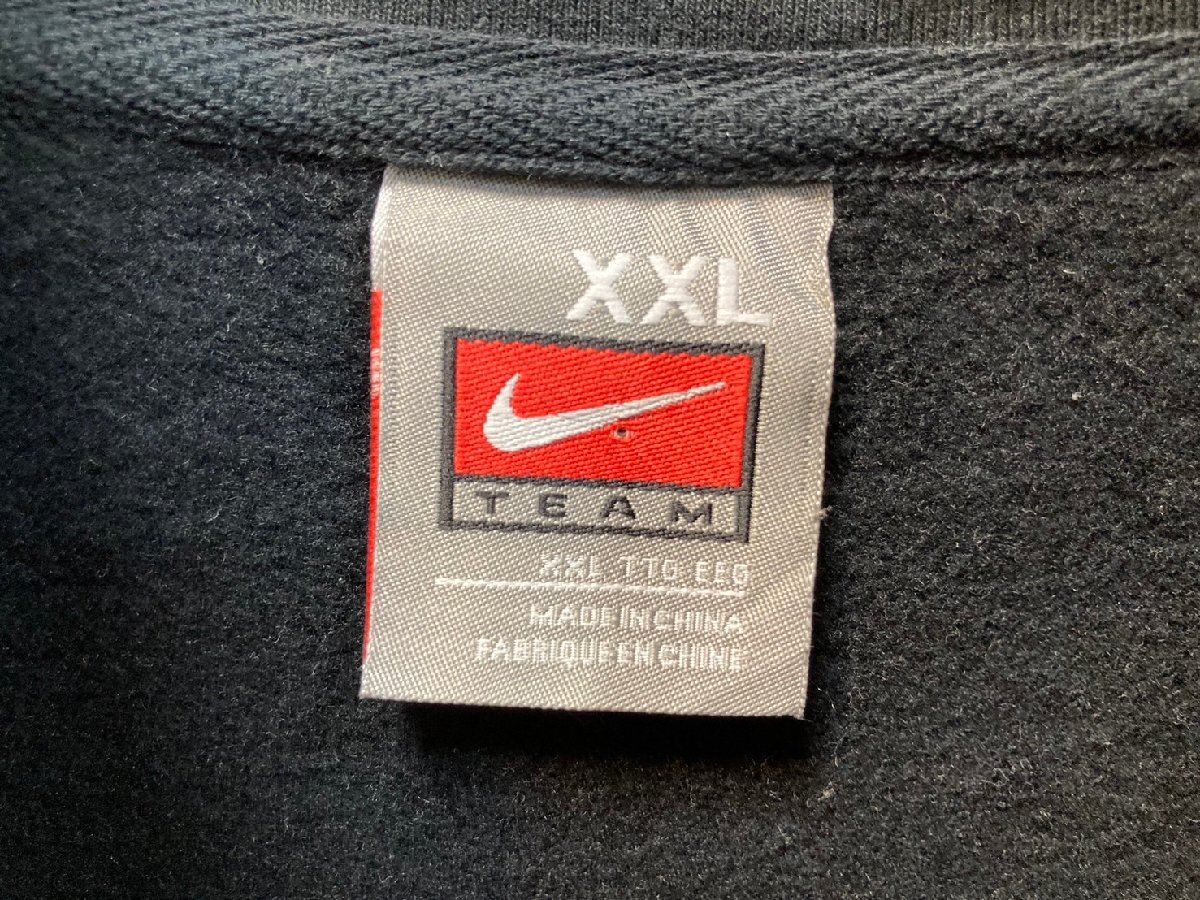 XXL
TEAM
XXL TTG EEG
MADE IN CHINA
FABRIQUE EN CHINE